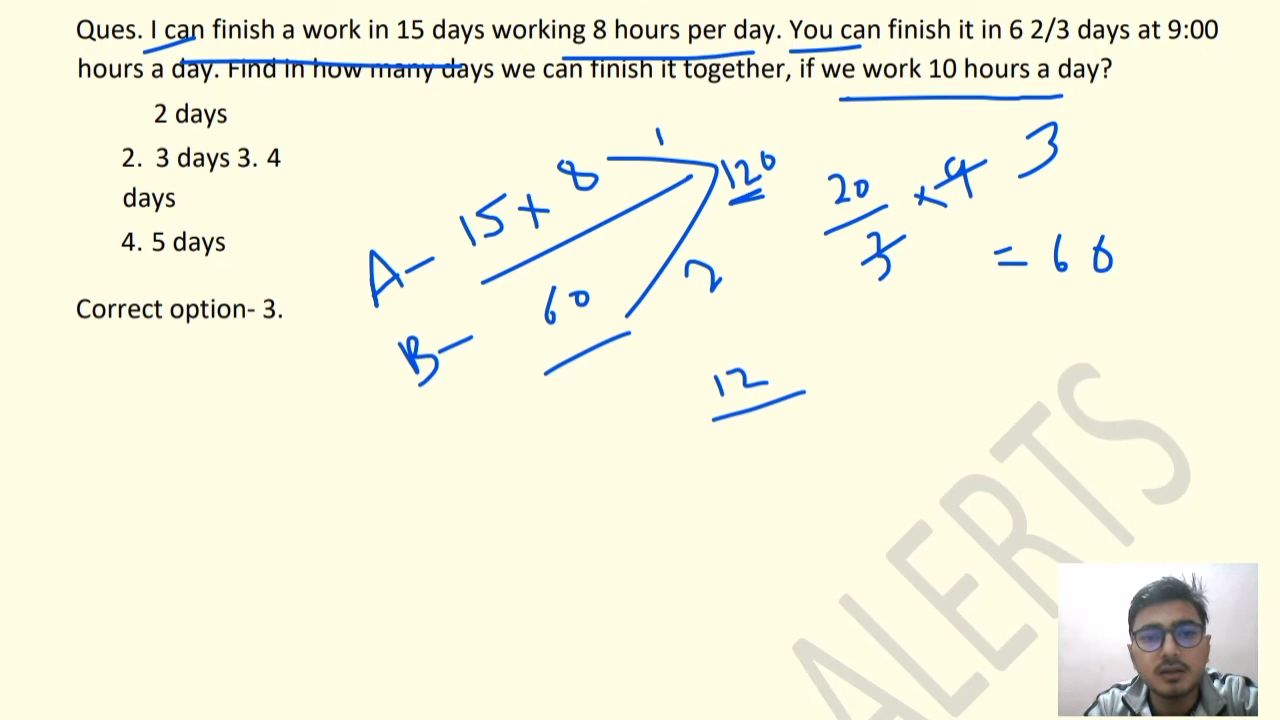 Ques. I can finish a work in 15 days working 8 hours per day. You can finish it in 6 2/3 days at 9:00
hours a day. Find in how many days we can finish it together, if we work 10 hours a day?
2 days
2. 3 days 3. 4
days
4. 5 days
Correct option- 3.
A- 15 × 8
1
120
B- 60
2
20/3 × 9 3
= 60
12
ALERTS